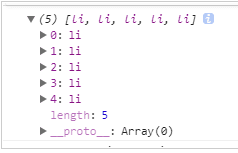 (5) [li, li, li, li, li] i
0: li
1: li
2: li
3: li
4: li
length: 5
__proto__: Array(0)